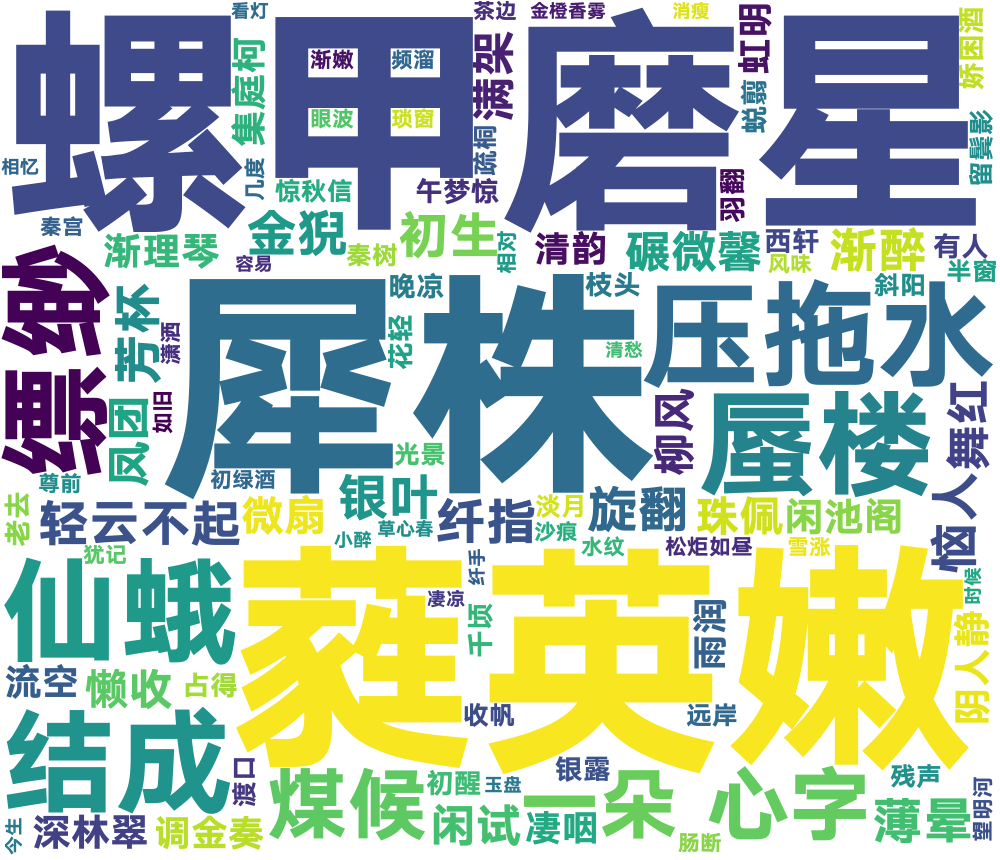 看灯
茶边
金橙香雾
消瘦
螺甲磨星
集庭柯
渐嫩
频溜
满架
虹明
娇困酒
眼波
琐窗
蜕翦
疏桐
留鬓影
几度
惊秋信
午梦惊
羽翻
秦宫
渐理琴
金猊
初生
相对
清韵
碾微馨
西轩
渐醉
有人
容易
秦树
风味
半窗
缥缈
芳杯
潇洒
晚凉
枝头
斜阳
犀株
压拖水
花轻
清愁
凤团
如旧
柳风
蜃楼
舞红
光景
尊前
初绿酒
银叶
老去
轻云不起
微扇
纤指
淡月
旋翻
珠佩
闲池阁
恼人
小醉
草心春
沙痕
犹记
水纹
松炬如昼
雪涨
仙蛾
纤手
蕤英嫩
时候
凄凉
千顷
雨润
阴人静
流空
懒收
占得
收帆
远岸
结成
渡口
煤候
初醒
玉盘
银露
一朵
心字
残声
今生
深林翠
调金奏
闲试
凄咽
薄晕
肠断
望明河